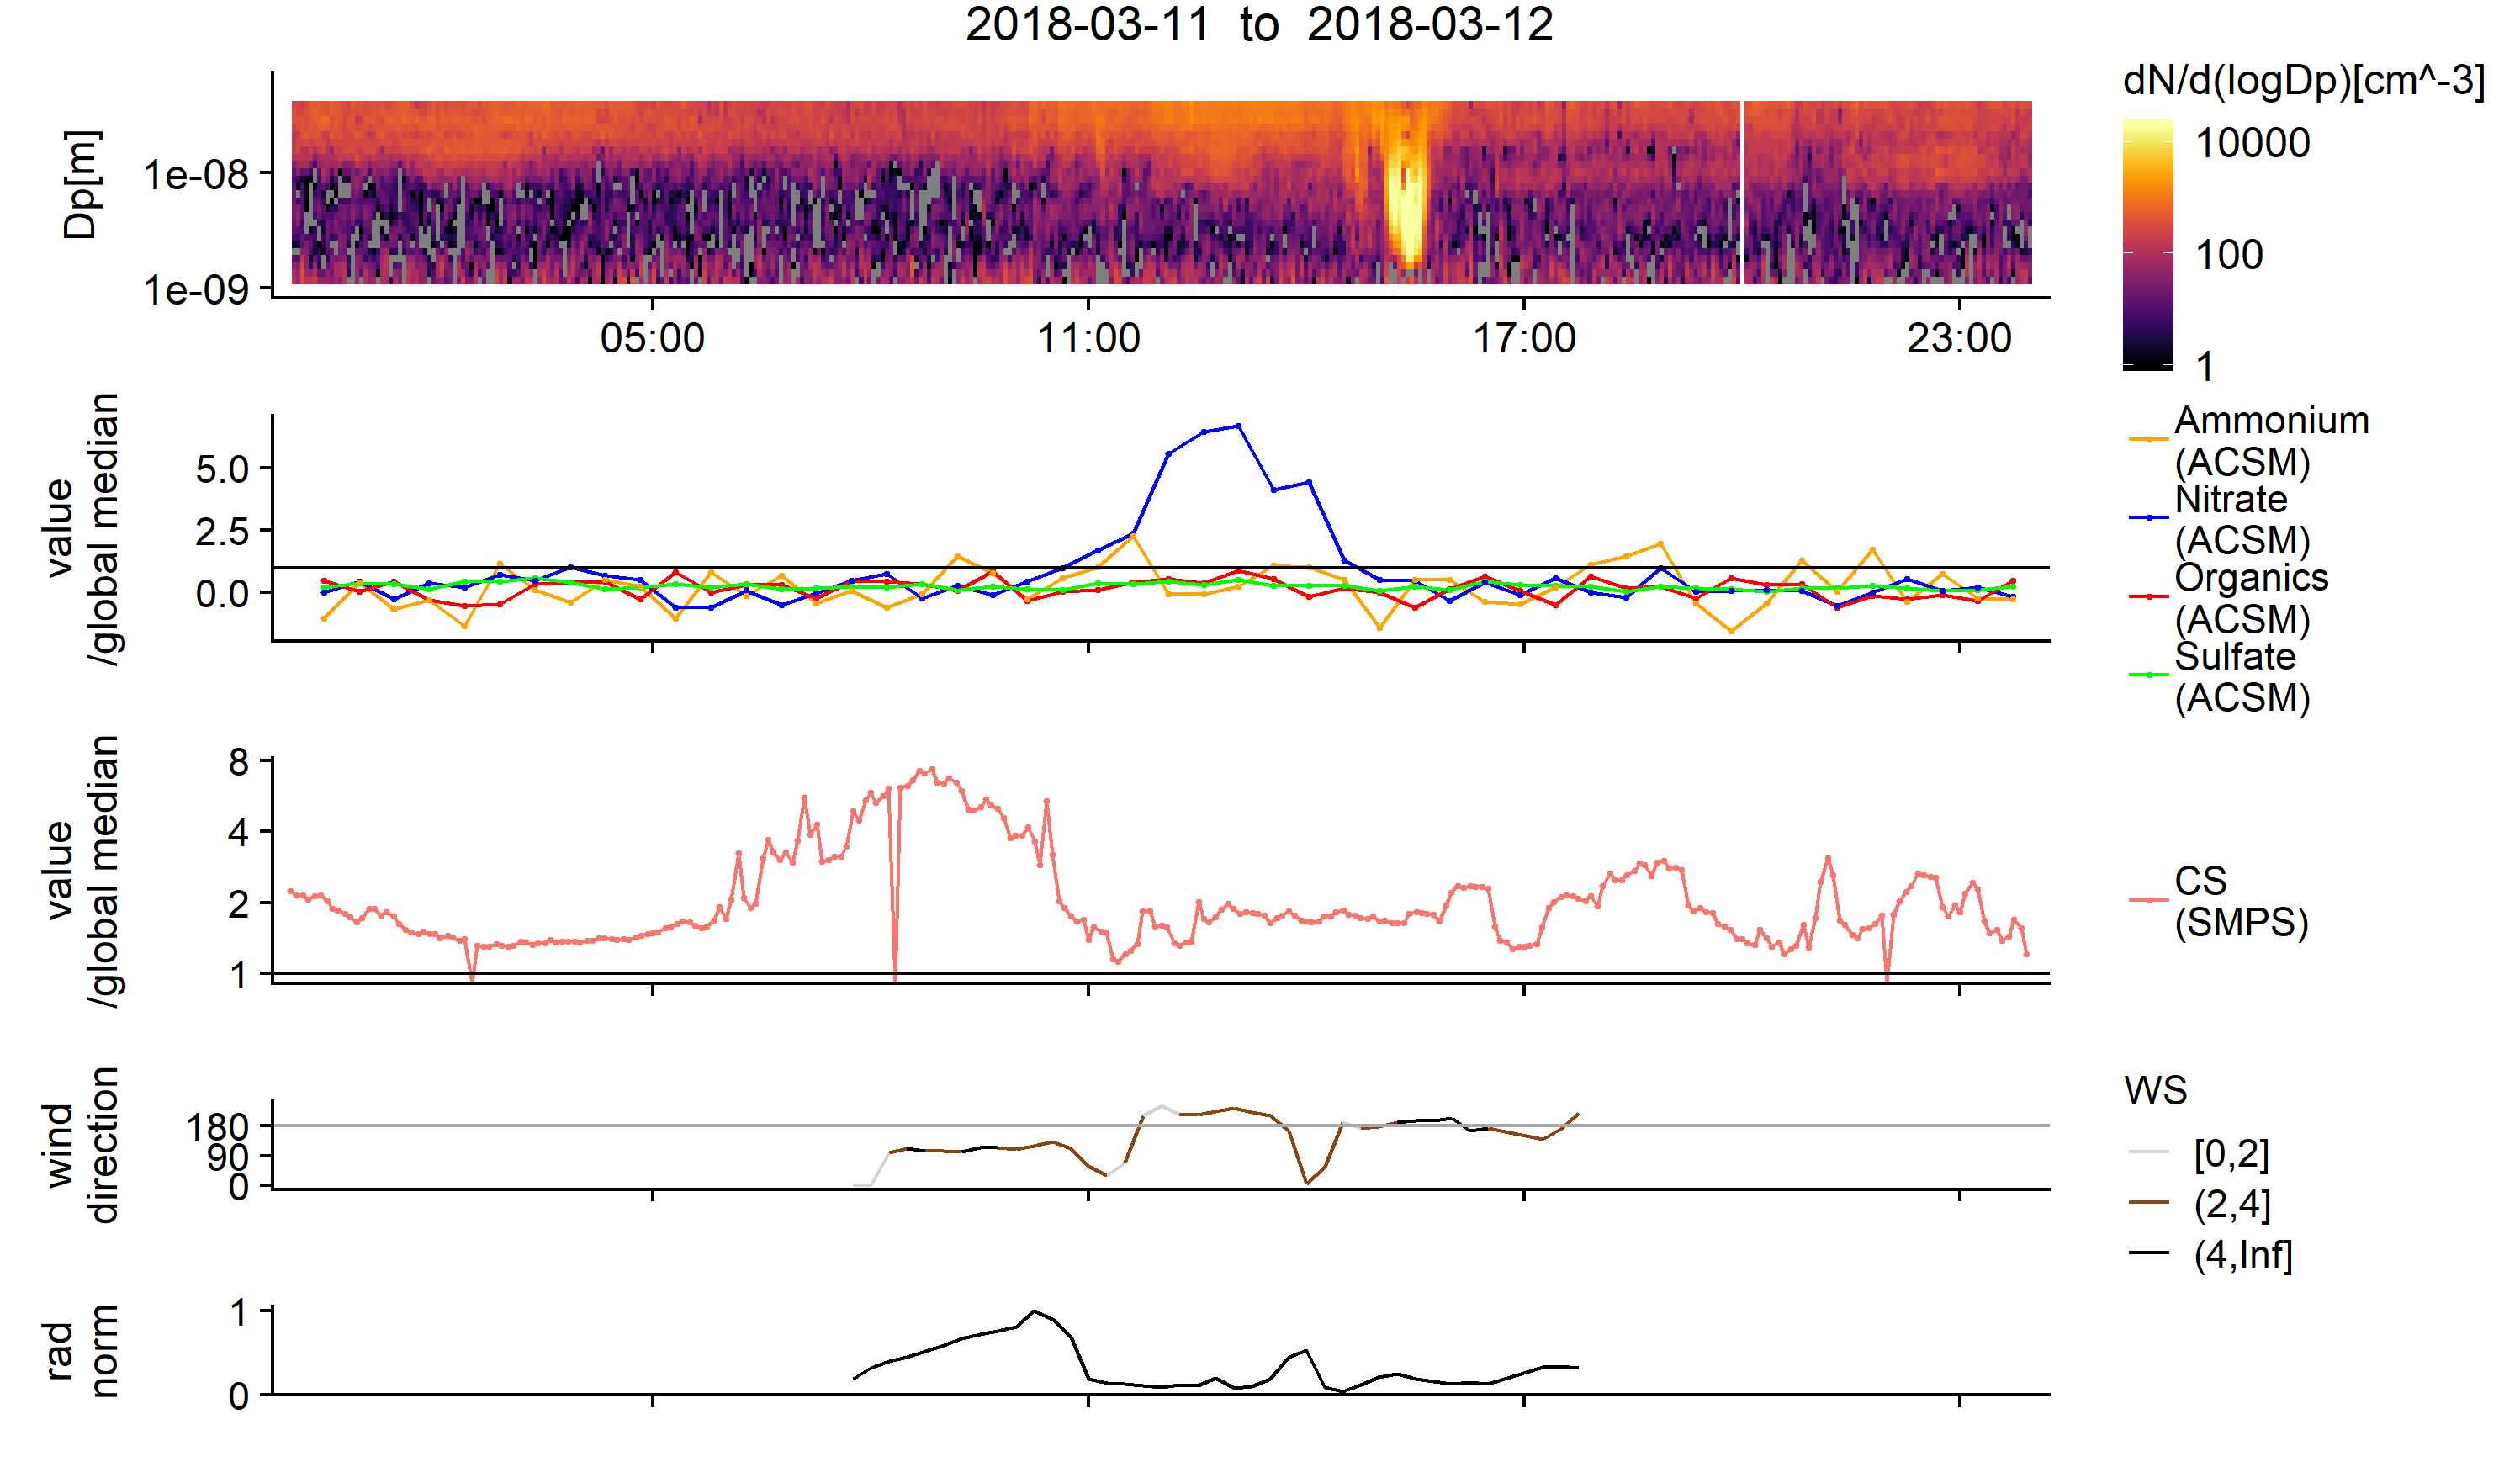 2018-03-11 to 2018-03-12
Dp[m]
1e-08
1e-09
05:00
11:00
17:00
23:00
dN/d(logDp)[cm^-3]
10000
100
1
value
/global median
5.0
2.5
0.0
Ammonium
(ACSM)
Nitrate
(ACSM)
Organics
(ACSM)
Sulfate
(ACSM)
value
/global median
8
4
2
1
CS
(SMPS)
wind
direction
180
90
0
WS
[0,2]
(2,4]
(4,Inf]
rad
norm
1
0